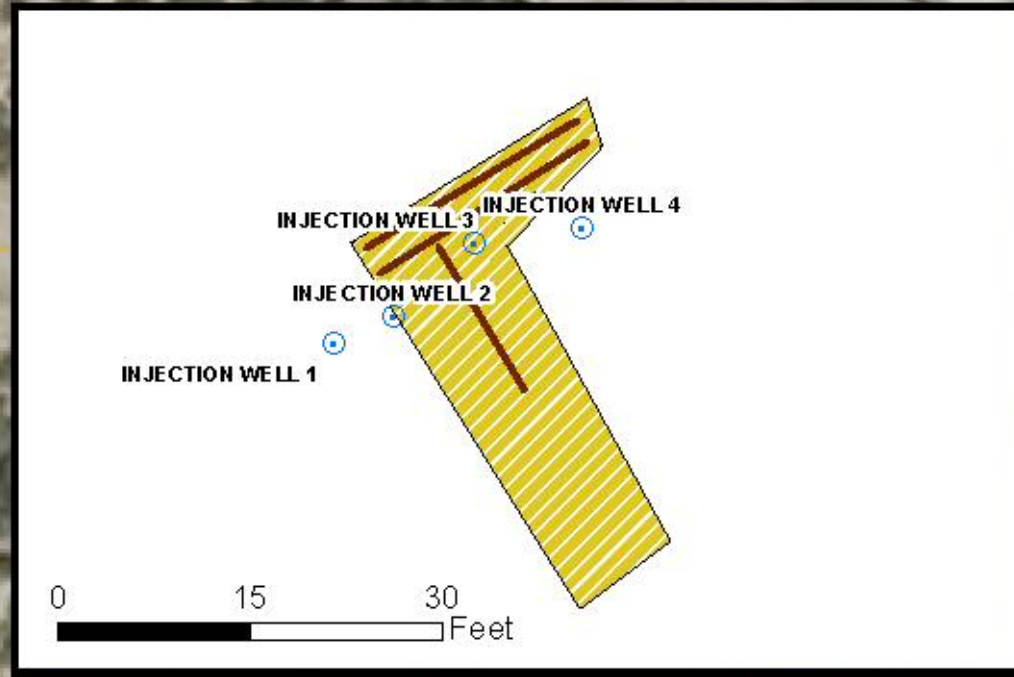 INJECTION WELL 4
INJECTION WELL 3
INJECTION WELL 2
INJECTION WELL 1
0 15 30
Feet